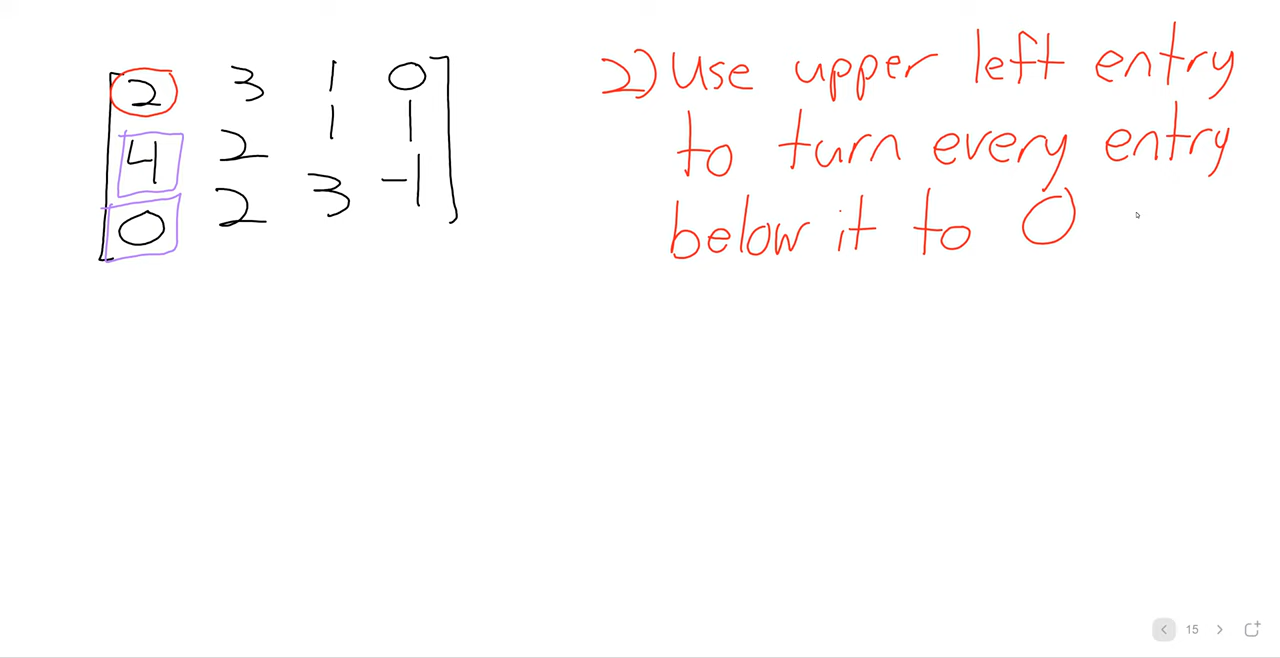 2 3 1 0
4 2 1 1
0 2 3 -1
2) Use upper left entry
to turn every entry
below it to 0
15